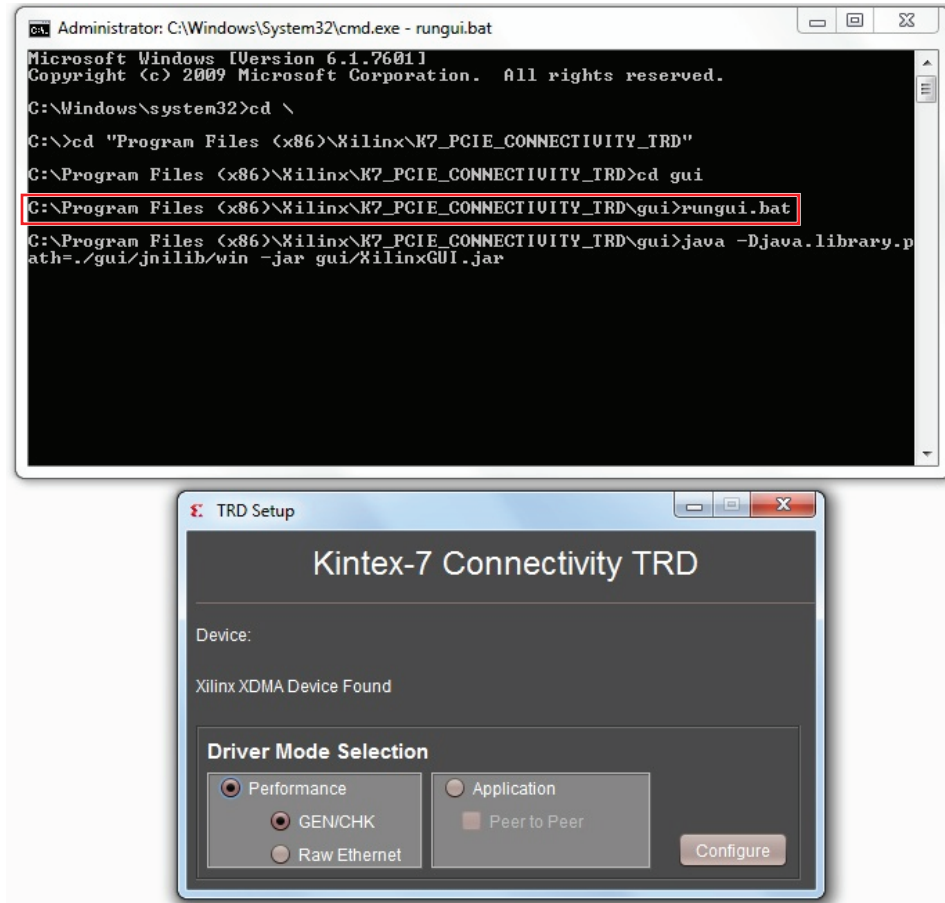 Administrator: C:\Windows\System32\cmd.exe - rungui.bat
Microsoft Windows [Version 6.1.7601]
Copyright (c) 2009 Microsoft Corporation.  All rights reserved.
C:\Windows\system32>cd \
C:\>cd "Program Files (x86)\Xilinx\K7_PCIE_CONNECTIVITY_TRD"
C:\Program Files (x86)\Xilinx\K7_PCIE_CONNECTIVITY_TRD>cd gui
C:\Program Files (x86)\Xilinx\K7_PCIE_CONNECTIVITY_TRD\gui>rungui.bat
C:\Program Files (x86)\Xilinx\K7_PCIE_CONNECTIVITY_TRD\gui>java -Djava.library.p
ath=./gui/jnilib/win -jar gui/XilinxGUI.jar
TRD Setup
Kintex-7 Connectivity TRD
Device:
Xilinx XDMA Device Found
Driver Mode Selection
Performance
GEN/CHK
Raw Ethernet
Application
Peer to Peer
Configure